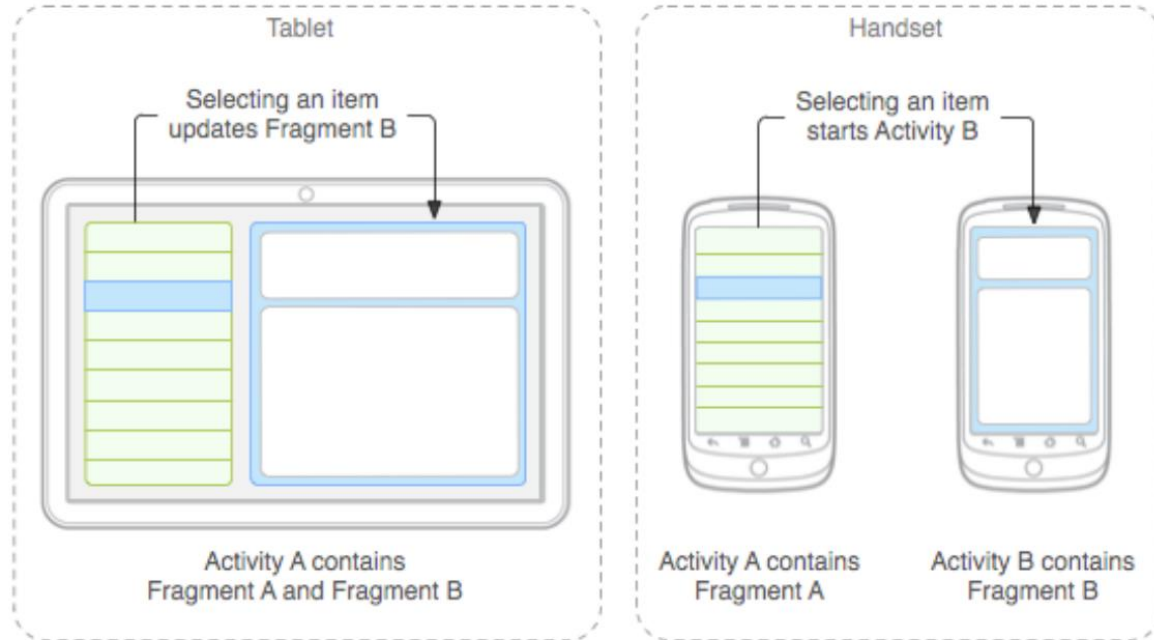 Tablet
Selecting an item
updates Fragment B
Activity A contains
Fragment A and Fragment B
Handset
Selecting an item
starts Activity B
Activity A contains
Fragment A
Activity B contains
Fragment B